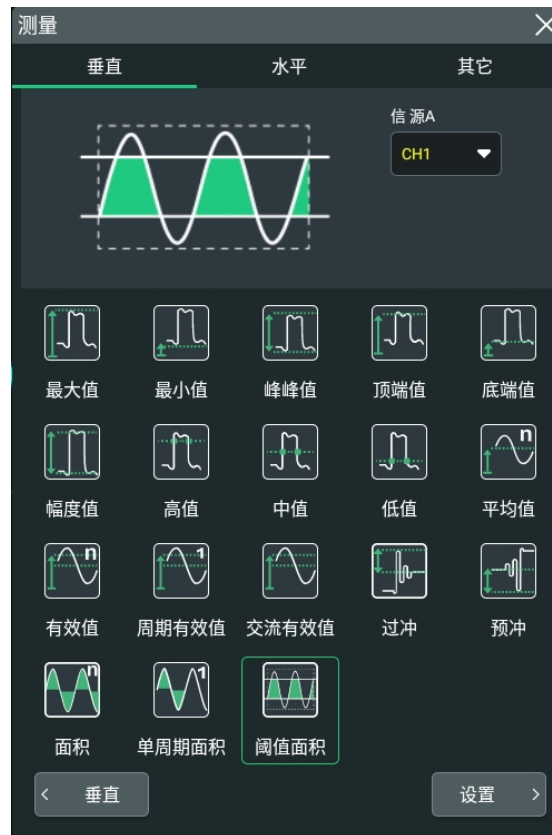 测量
垂直 水平 其它
信源A
CH1
最大值 最小值 峰峰值 顶端值 底端值
n
幅度值 高值 中值 低值 平均值
n 1
有效值 周期有效值 交流有效值 过冲 预冲
n 1
面积 单周期面积 阈值面积
< 垂直 设置 >